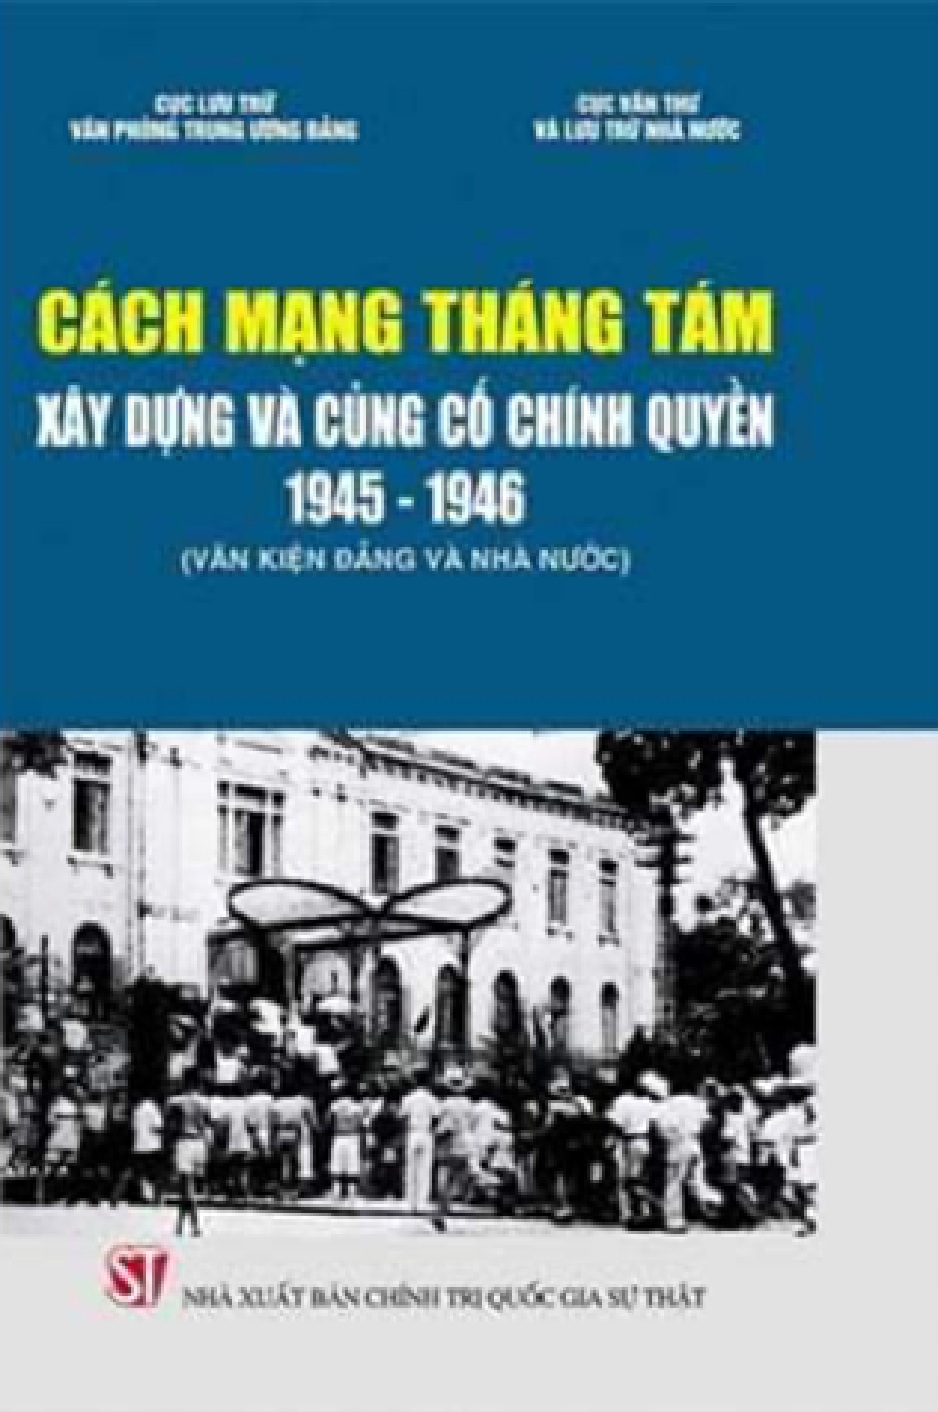 CỤC LƯU TRỮ
VĂN PHÒNG TRUNG ƯƠNG ĐẢNG
CỤC VĂN THƯ
VÀ LƯU TRỮ NHÀ NƯỚC
CÁCH MẠNG THÁNG TÁM
XÂY DỰNG VÀ CỦNG CỐ CHÍNH QUYỀN
1945 - 1946
(VĂN KIỆN ĐẢNG VÀ NHÀ NƯỚC)
ST
NHÀ XUẤT BẢN CHÍNH TRỊ QUỐC GIA SỰ THẬT